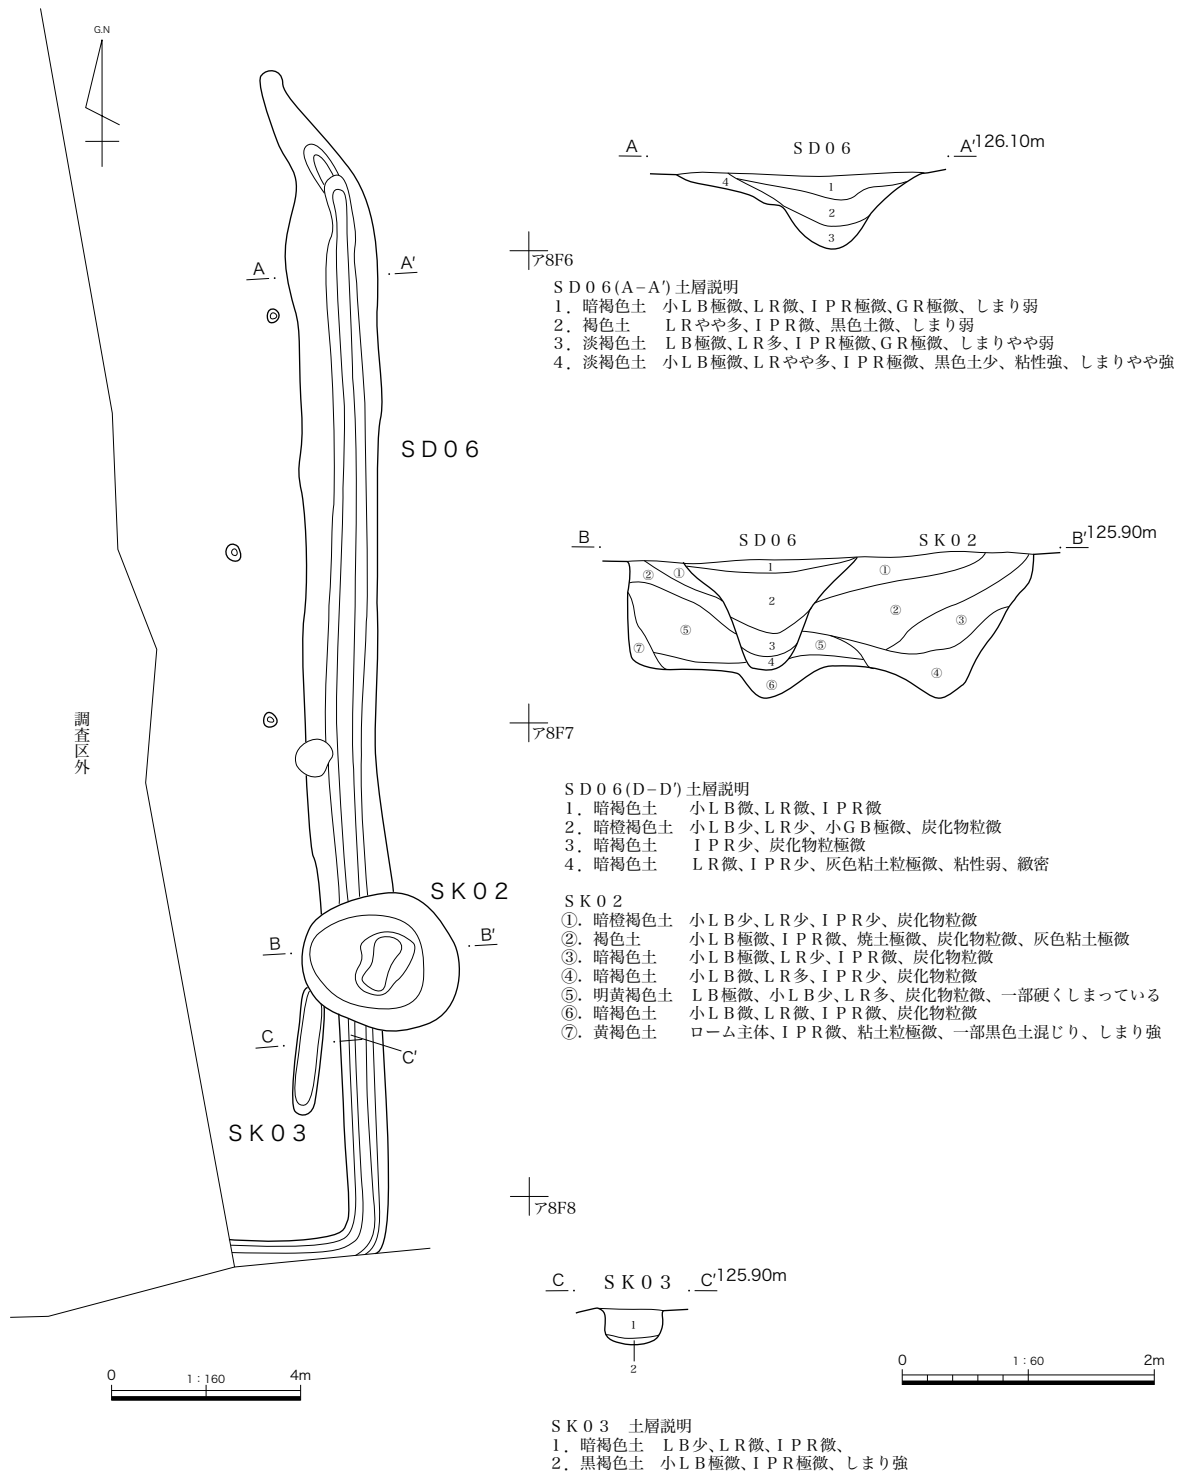 G.N
A A′
SD06
B B′
SK02
C C′
SK03
調査区外
0 1：160 4m
A SD06 A′126.10m
4 1
2
3
ア8F6
SD06(A−A′)土層説明
1．暗褐色土　小ＬＢ極微、ＬＲ微、ＩＰＲ極微、ＧＲ極微、しまり弱
2．褐色土　　ＬＲやや多、ＩＰＲ微、黒色土微、しまり弱
3．淡褐色土　ＬＢ極微、ＬＲ多、ＩＰＲ極微、ＧＲ極微、しまりやや弱
4．淡褐色土　小ＬＢ極微、ＬＲやや多、ＩＰＲ極微、黒色土少、粘性強、しまりやや強
B SD06 SK02 B′125.90m
② ① 1 ①
2 ②
⑤ 3 ⑤ ③
⑦ 4 ④
⑥
ア8F7
SD06(D−D′)土層説明
1．暗褐色土　　小ＬＢ微、ＬＲ微、ＩＰＲ微
2．暗橙褐色土　小ＬＢ少、ＬＲ少、小ＧＢ極微、炭化物粒微
3．暗褐色土　　ＩＰＲ少、炭化物粒極微
4．暗褐色土　　ＬＲ微、ＩＰＲ少、灰色粘土粒極微、粘性弱、緻密
SK02
①．暗橙褐色土　小ＬＢ少、ＬＲ少、ＩＰＲ少、炭化物粒微
②．褐色土　　　小ＬＢ極微、ＩＰＲ微、焼土極微、炭化物粒微、灰色粘土極微
③．暗褐色土　　小ＬＢ極微、ＬＲ少、ＩＰＲ微、炭化物粒微
④．暗褐色土　　小ＬＢ微、ＬＲ多、ＩＰＲ少、炭化物粒微
⑤．明黄褐色土　ＬＢ極微、小ＬＢ少、ＬＲ多、炭化物粒微、一部硬くしまっている
⑥．暗褐色土　　小ＬＢ微、ＬＲ微、ＩＰＲ微、炭化物粒微
⑦．黄褐色土　　ローム主体、ＩＰＲ微、粘土粒極微、一部黒色土混じり、しまり強
ア8F8
C SK03 C′125.90m
1
2
0 1：60 2m
SK03　土層説明
1．暗褐色土　ＬＢ少、ＬＲ微、ＩＰＲ微、
2．黒褐色土　小ＬＢ極微、ＩＰＲ極微、しまり強